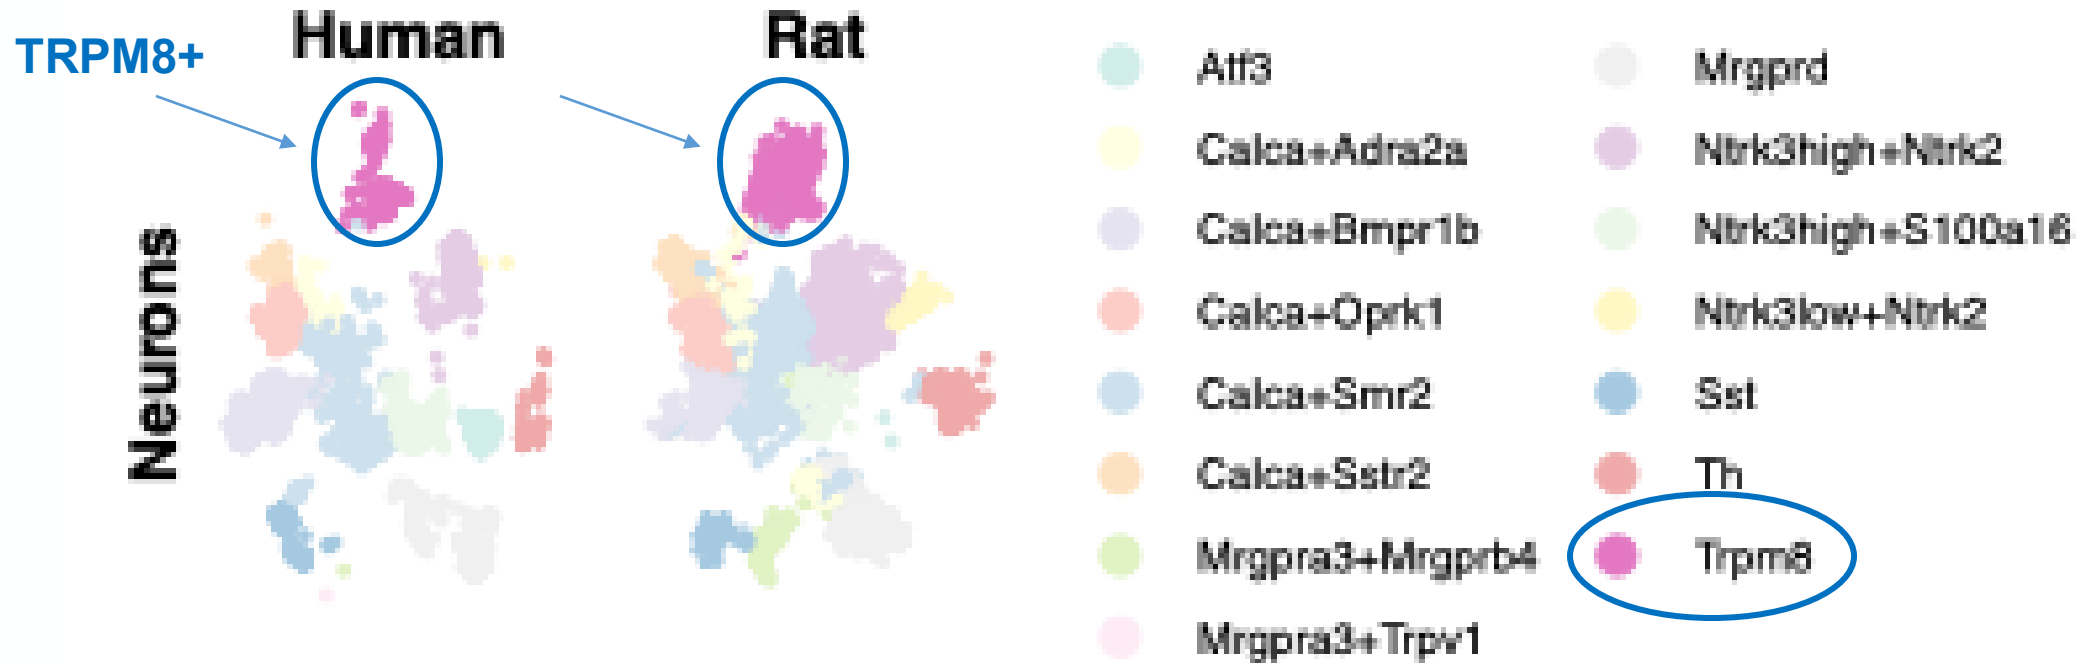 TRPM8+
Human
Rat
Neurons
Atf3
Calca+Adra2a
Calca+Bmpr1b
Calca+Oprk1
Calca+Smr2
Calca+Sstr2
Mrgpra3+Mrgprb4
Mrgpra3+Trpv1
Mrgprd
Ntrk3high+Ntrk2
Ntrk3high+S100a16
Ntrk3low+Ntrk2
Sst
Th
Trpm8